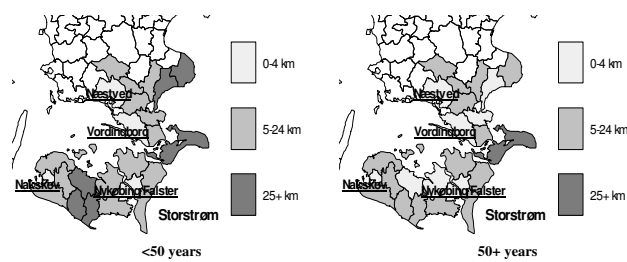 0-4 km
Næstved
5-24 km
Vordingborg
Nakskov
Nykøbing Falster
25+ km
Storstrøm
<50 years
0-4 km
Næstved
5-24 km
Vordingborg
Nakskov
Nykøbing Falster
25+ km
Storstrøm
50+ years